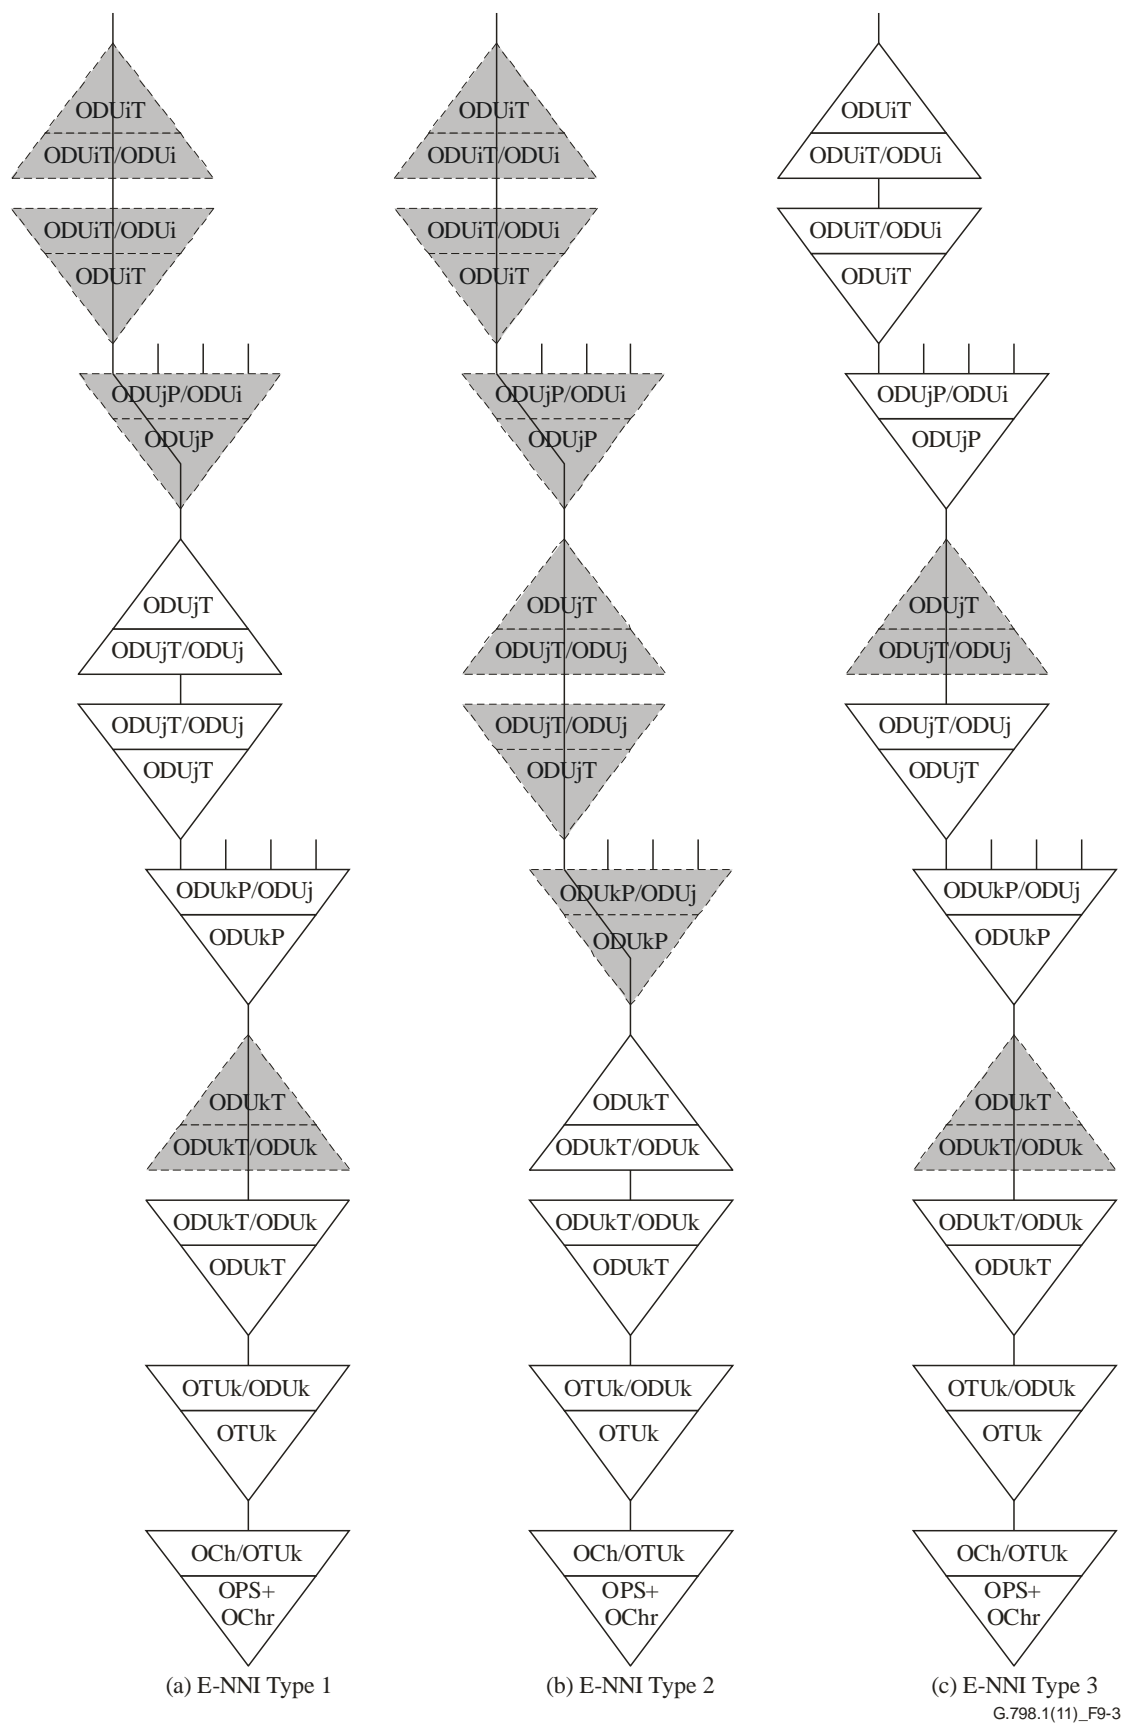 ODUiT
ODUiT/ODUi
ODUiT/ODUi
ODUiT
ODUjP/ODUi
ODUjP
ODUjT
ODUjT/ODUj
ODUjT/ODUj
ODUjT
ODUkP/ODUj
ODUkP
ODUkT
ODUkT/ODUk
ODUkT/ODUk
ODUkT
OTUk/ODUk
OTUk
OCh/OTUk
OPS+
OChr
(a) E-NNI Type 1
ODUiT
ODUiT/ODUi
ODUiT/ODUi
ODUiT
ODUjP/ODUi
ODUjP
ODUjT
ODUjT/ODUj
ODUjT/ODUj
ODUjT
ODUkP/ODUj
ODUkP
ODUkT
ODUkT/ODUk
ODUkT/ODUk
ODUkT
OTUk/ODUk
OTUk
OCh/OTUk
OPS+
OChr
(b) E-NNI Type 2
ODUiT
ODUiT/ODUi
ODUiT/ODUi
ODUiT
ODUjP/ODUi
ODUjP
ODUjT
ODUjT/ODUj
ODUjT/ODUj
ODUjT
ODUkP/ODUj
ODUkP
ODUkT
ODUkT/ODUk
ODUkT/ODUk
ODUkT
OTUk/ODUk
OTUk
OCh/OTUk
OPS+
OChr
(c) E-NNI Type 3
G.798.1(11)_F9-3